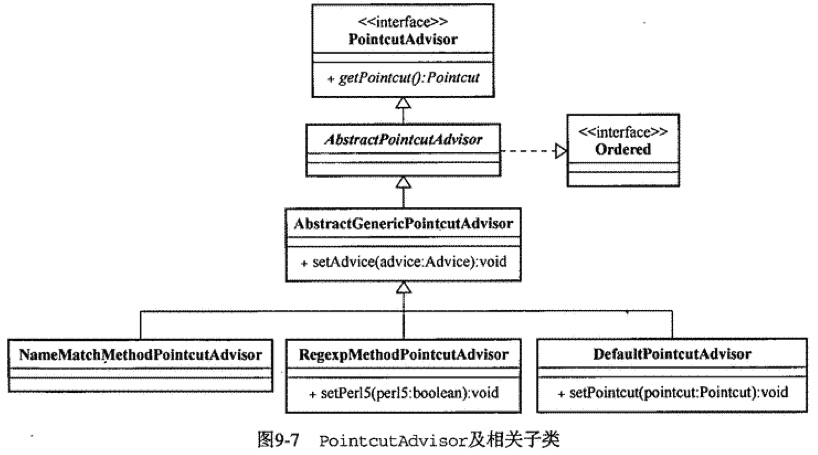 <<interface>>
PointcutAdvisor
+ getPointcut():Pointcut
AbstractPointcutAdvisor
<<interface>>
Ordered
AbstractGenericPointcutAdvisor
+ setAdvice(advice:Advice):void
NameMatchMethodPointcutAdvisor
RegexpMethodPointcutAdvisor
+ setPerl5(perl5:boolean):void
DefaultPointcutAdvisor
+ setPointcut(pointcut:Pointcut):void
图9-7 PointcutAdvisor及相关子类